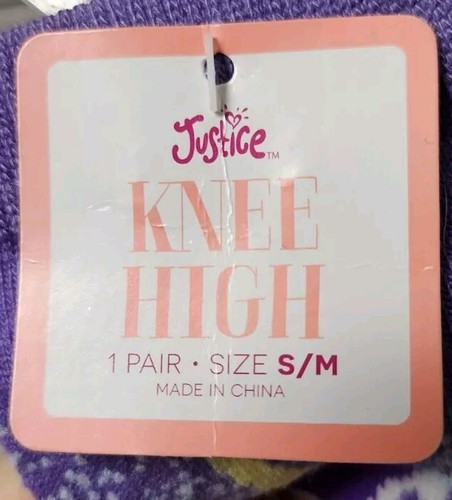 Justice™
KNEE
HIGH
1 PAIR • SIZE S/M
MADE IN CHINA